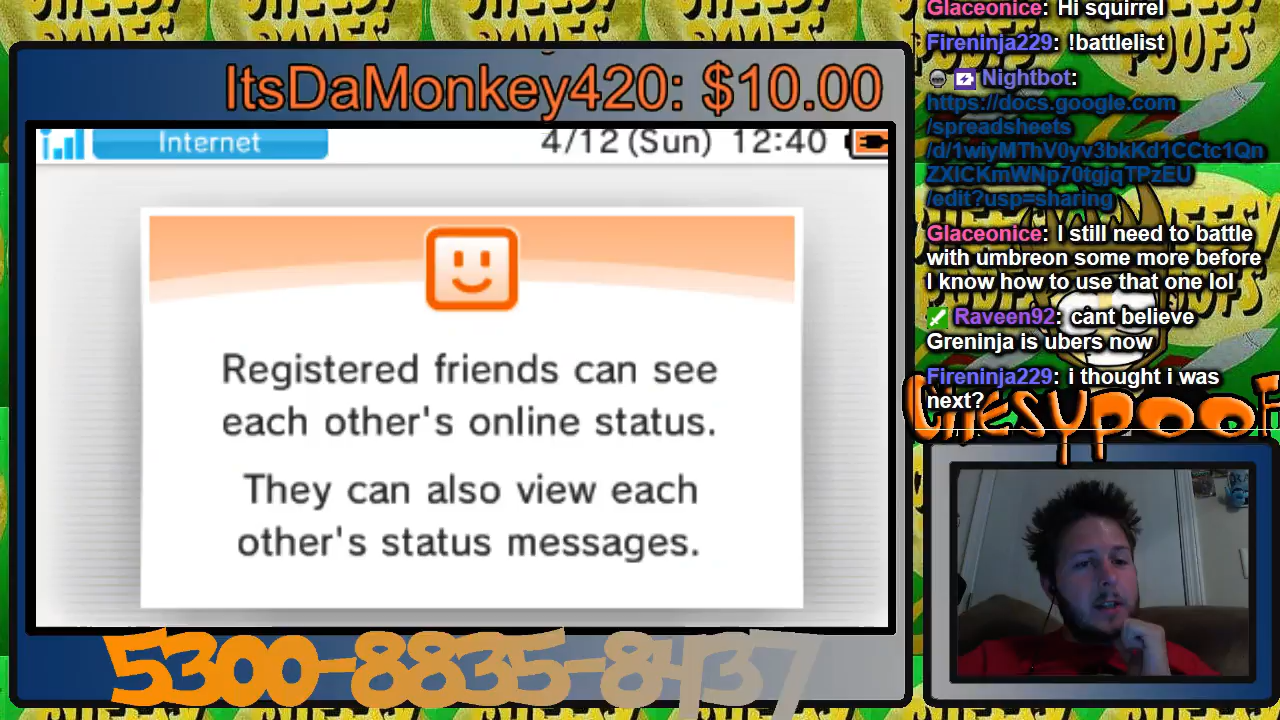 ItsDaMonkey420: $10.00
Internet
4/12 (Sun) 12:40
Registered friends can see
each other's online status.
They can also view each
other's status messages.
5300-8835-8437
Glaceonice: Hi squirrel
Fireninja229: !battlelist
Nightbot:
https://docs.google.com
/spreadsheets
/d/1wiyMThV0yv3bkKd1CCtc1Qn
ZXlCKmWNp70tgjqTPzEU
/edit?usp=sharing
Glaceonice: I still need to battle
with umbreon some more before
I know how to use that one lol
Raveen92: cant believe
Greninja is ubers now
Fireninja229: i thought i was
next?